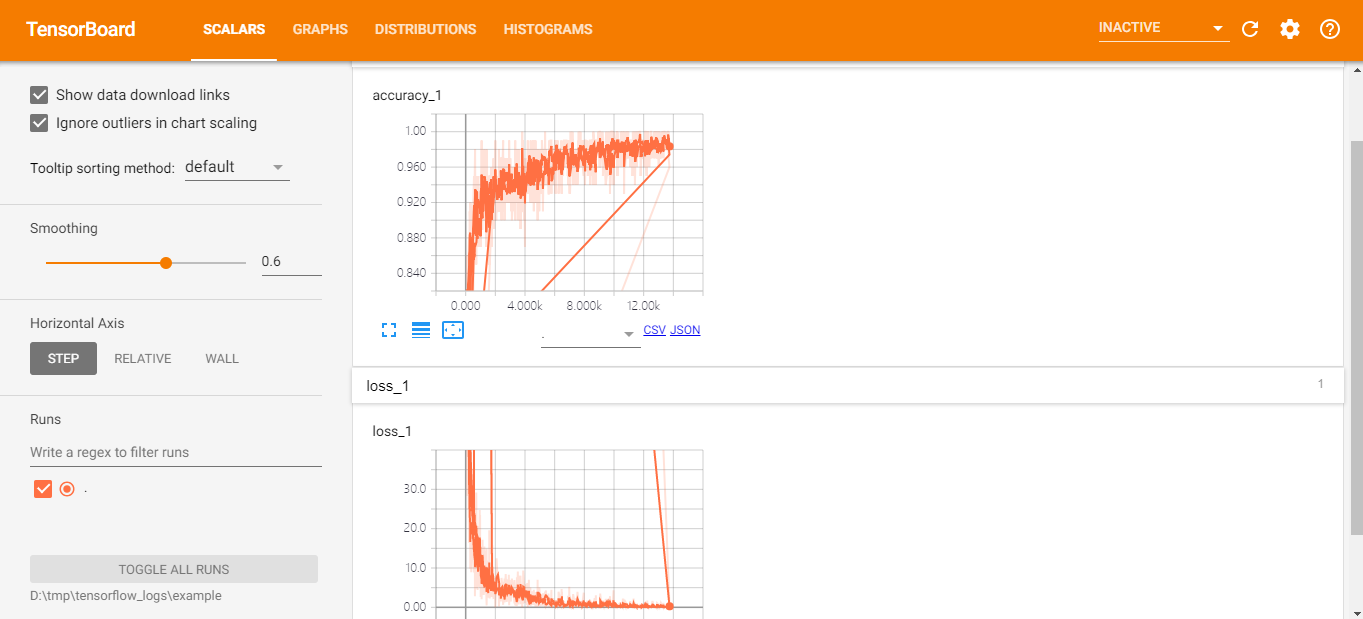 TensorBoard
SCALARS
GRAPHS
DISTRIBUTIONS
HISTOGRAMS
INACTIVE
Show data download links
Ignore outliers in chart scaling
Tooltip sorting method: default
Smoothing
0.6
Horizontal Axis
STEP
RELATIVE
WALL
Runs
Write a regex to filter runs
.
TOGGLE ALL RUNS
D:\tmp\tensorflow_logs\example
accuracy_1
1.00
0.960
0.920
0.880
0.840
0.000 4.000k 8.000k 12.00k
. CSV JSON
loss_1
1
loss_1
30.0
20.0
10.0
0.00